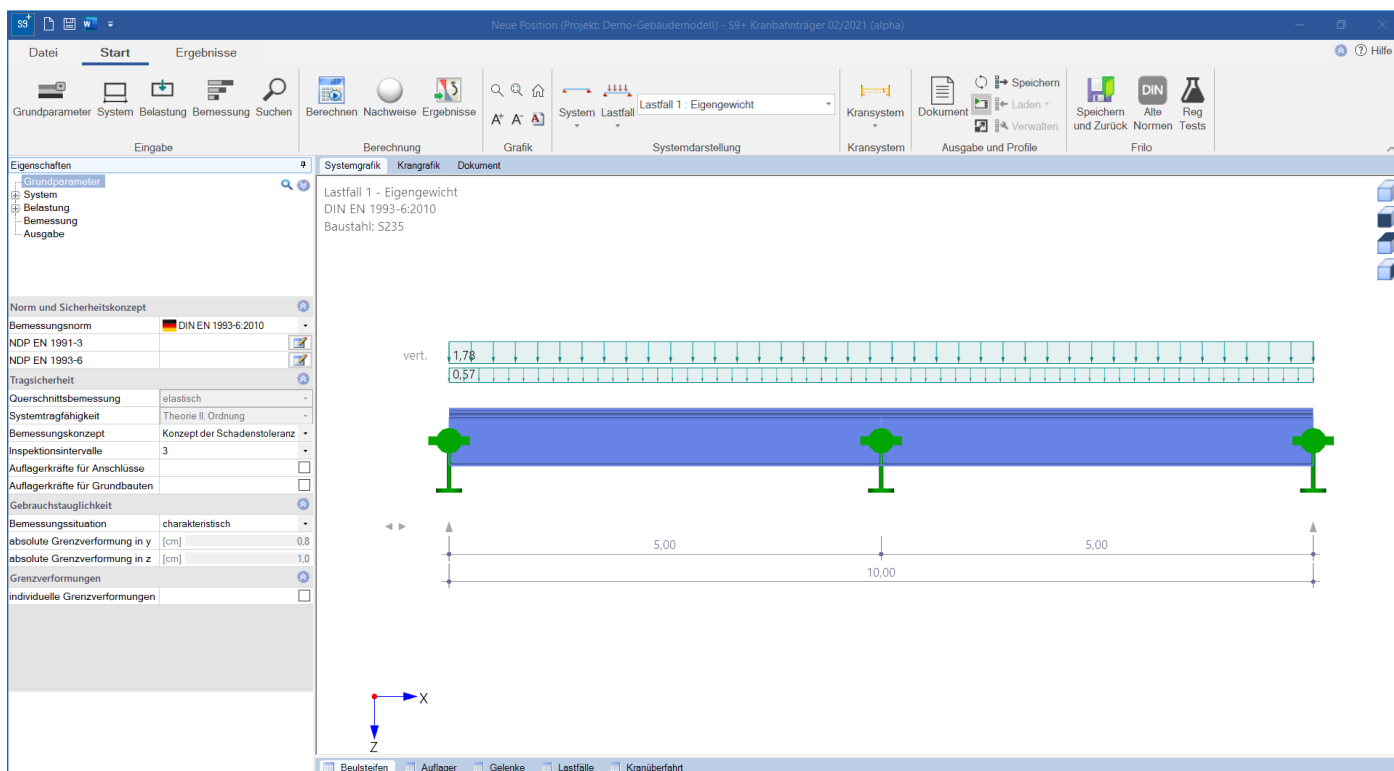 S9+
Neue Position (Projekt: Demo-Gebäudemodell) - S9+ Kranbahnträger 02/2021 (alpha)
Datei Start Ergebnisse Hilfe
Grundparameter System Belastung Bemessung Suchen
Eingabe
Berechnen Nachweise Ergebnisse
Berechnung
A+ A- A
Grafik
System Lastfall Lastfall 1 : Eigengewicht
Systemdarstellung
Kransystem
Kransystem
Dokument Speichern
Laden
Verwalten
Ausgabe und Profile
Speichern und Zurück
DIN
Alte Normen
Reg Tests
Frilo
Eigenschaften
Grundparameter
System
Belastung
Bemessung
Ausgabe
Norm und Sicherheitskonzept
Bemessungsnorm DIN EN 1993-6:2010
NDP EN 1991-3
NDP EN 1993-6
Tragsicherheit
Querschnittsbemessung elastisch
Systemtragfähigkeit Theorie II. Ordnung
Bemessungskonzept Konzept der Schadenstoleranz
Inspektionsintervalle 3
Auflagerkräfte für Anschlüsse
Auflagerkräfte für Grundbauten
Gebrauchstauglichkeit
Bemessungssituation charakteristisch
absolute Grenzverformung in y [cm] 0,8
absolute Grenzverformung in z [cm] 1,0
Grenzverformungen
individuelle Grenzverformungen
Systemgrafik Krangrafik Dokument
Lastfall 1 - Eigengewicht
DIN EN 1993-6:2010
Baustahl: S235
vert. 1,78
0,57
5,00 5,00
10,00
X
Z
Beulsteifen Auflager Gelenke Lastfälle Kranüberfahrt